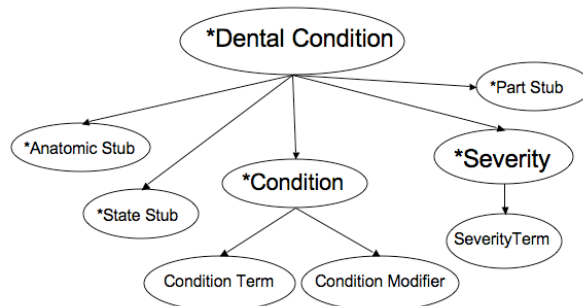 *Dental Condition
*Part Stub
*Anatomic Stub
*Severity
*Condition
*State Stub
SeverityTerm
Condition Term
Condition Modifier